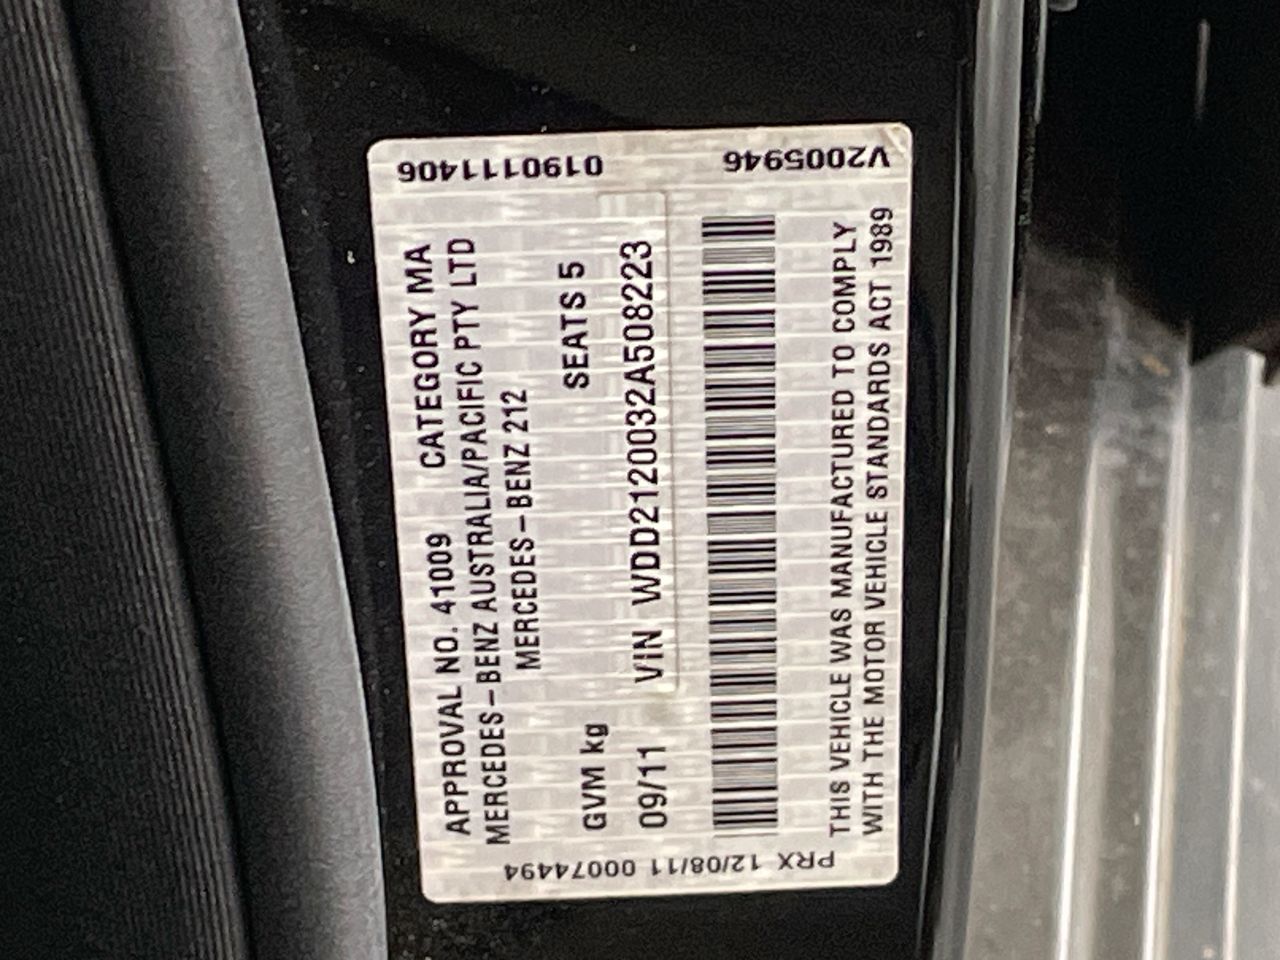 APPROVAL NO. 41009 CATEGORY MA
MERCEDES-BENZ AUSTRALIA/PACIFIC PTY LTD
MERCEDES-BENZ 212
GVM kg SEATS 5
09/11 VIN WDD2120032A508223
THIS VEHICLE WAS MANUFACTURED TO COMPLY
WITH THE MOTOR VEHICLE STANDARDS ACT 1989
0190111406 V2005946
PRX 12/08/11 00074494